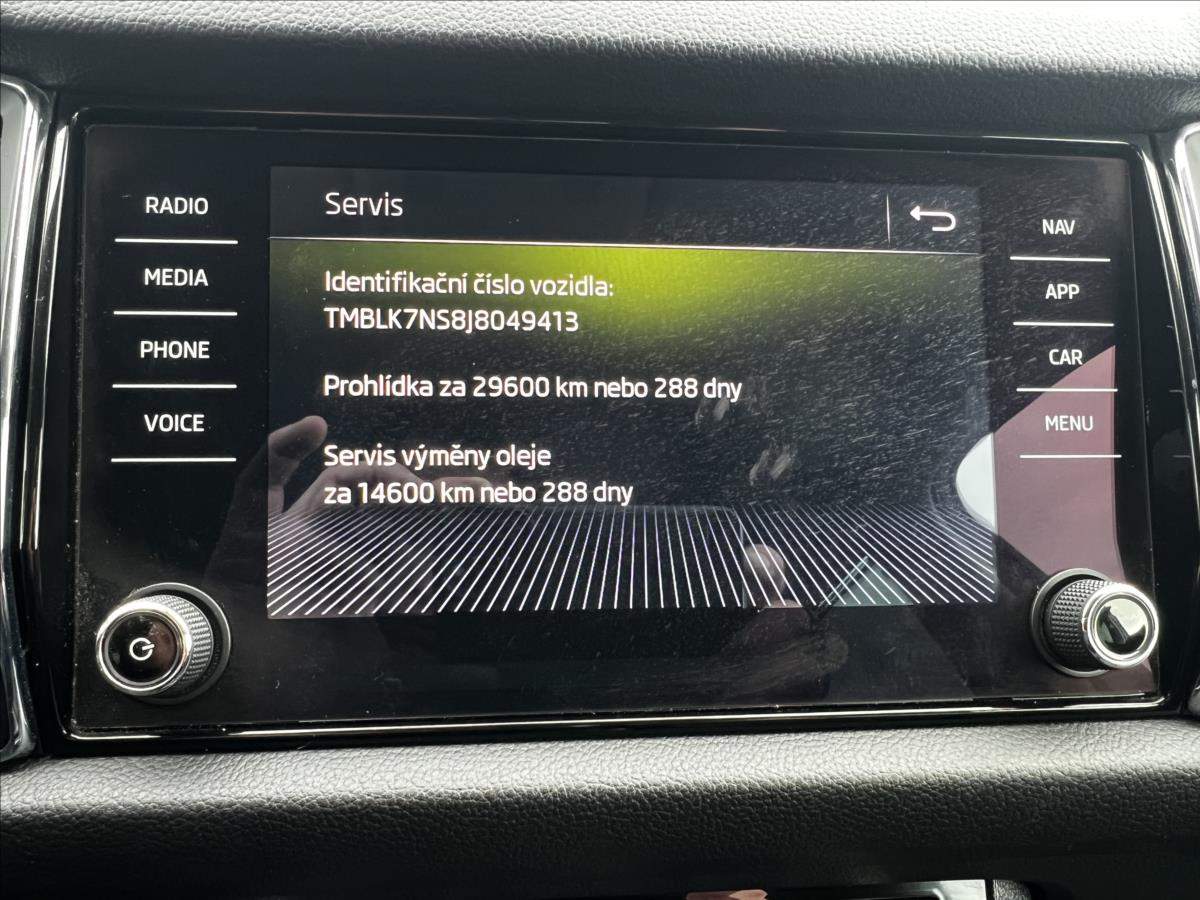 RADIO
MEDIA
PHONE
VOICE
Servis
Identifikační číslo vozidla:
TMBLK7NS8J8049413
Prohlídka za 29600 km nebo 288 dny
Servis výměny oleje
za 14600 km nebo 288 dny
NAV
APP
CAR
MENU